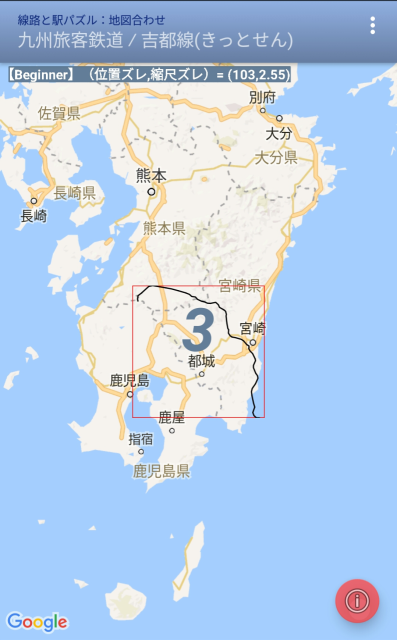 線路と駅パズル：地図合わせ
九州旅客鉄道 / 吉都線(きっとせん)
【Beginner】（位置ズレ,縮尺ズレ）= (103,2.55)
別府
佐賀県
大分
大分県
熊本
長崎県
長崎
熊本県
宮崎県
3
宮崎
都城
鹿児島
鹿屋
指宿
鹿児島県
Google